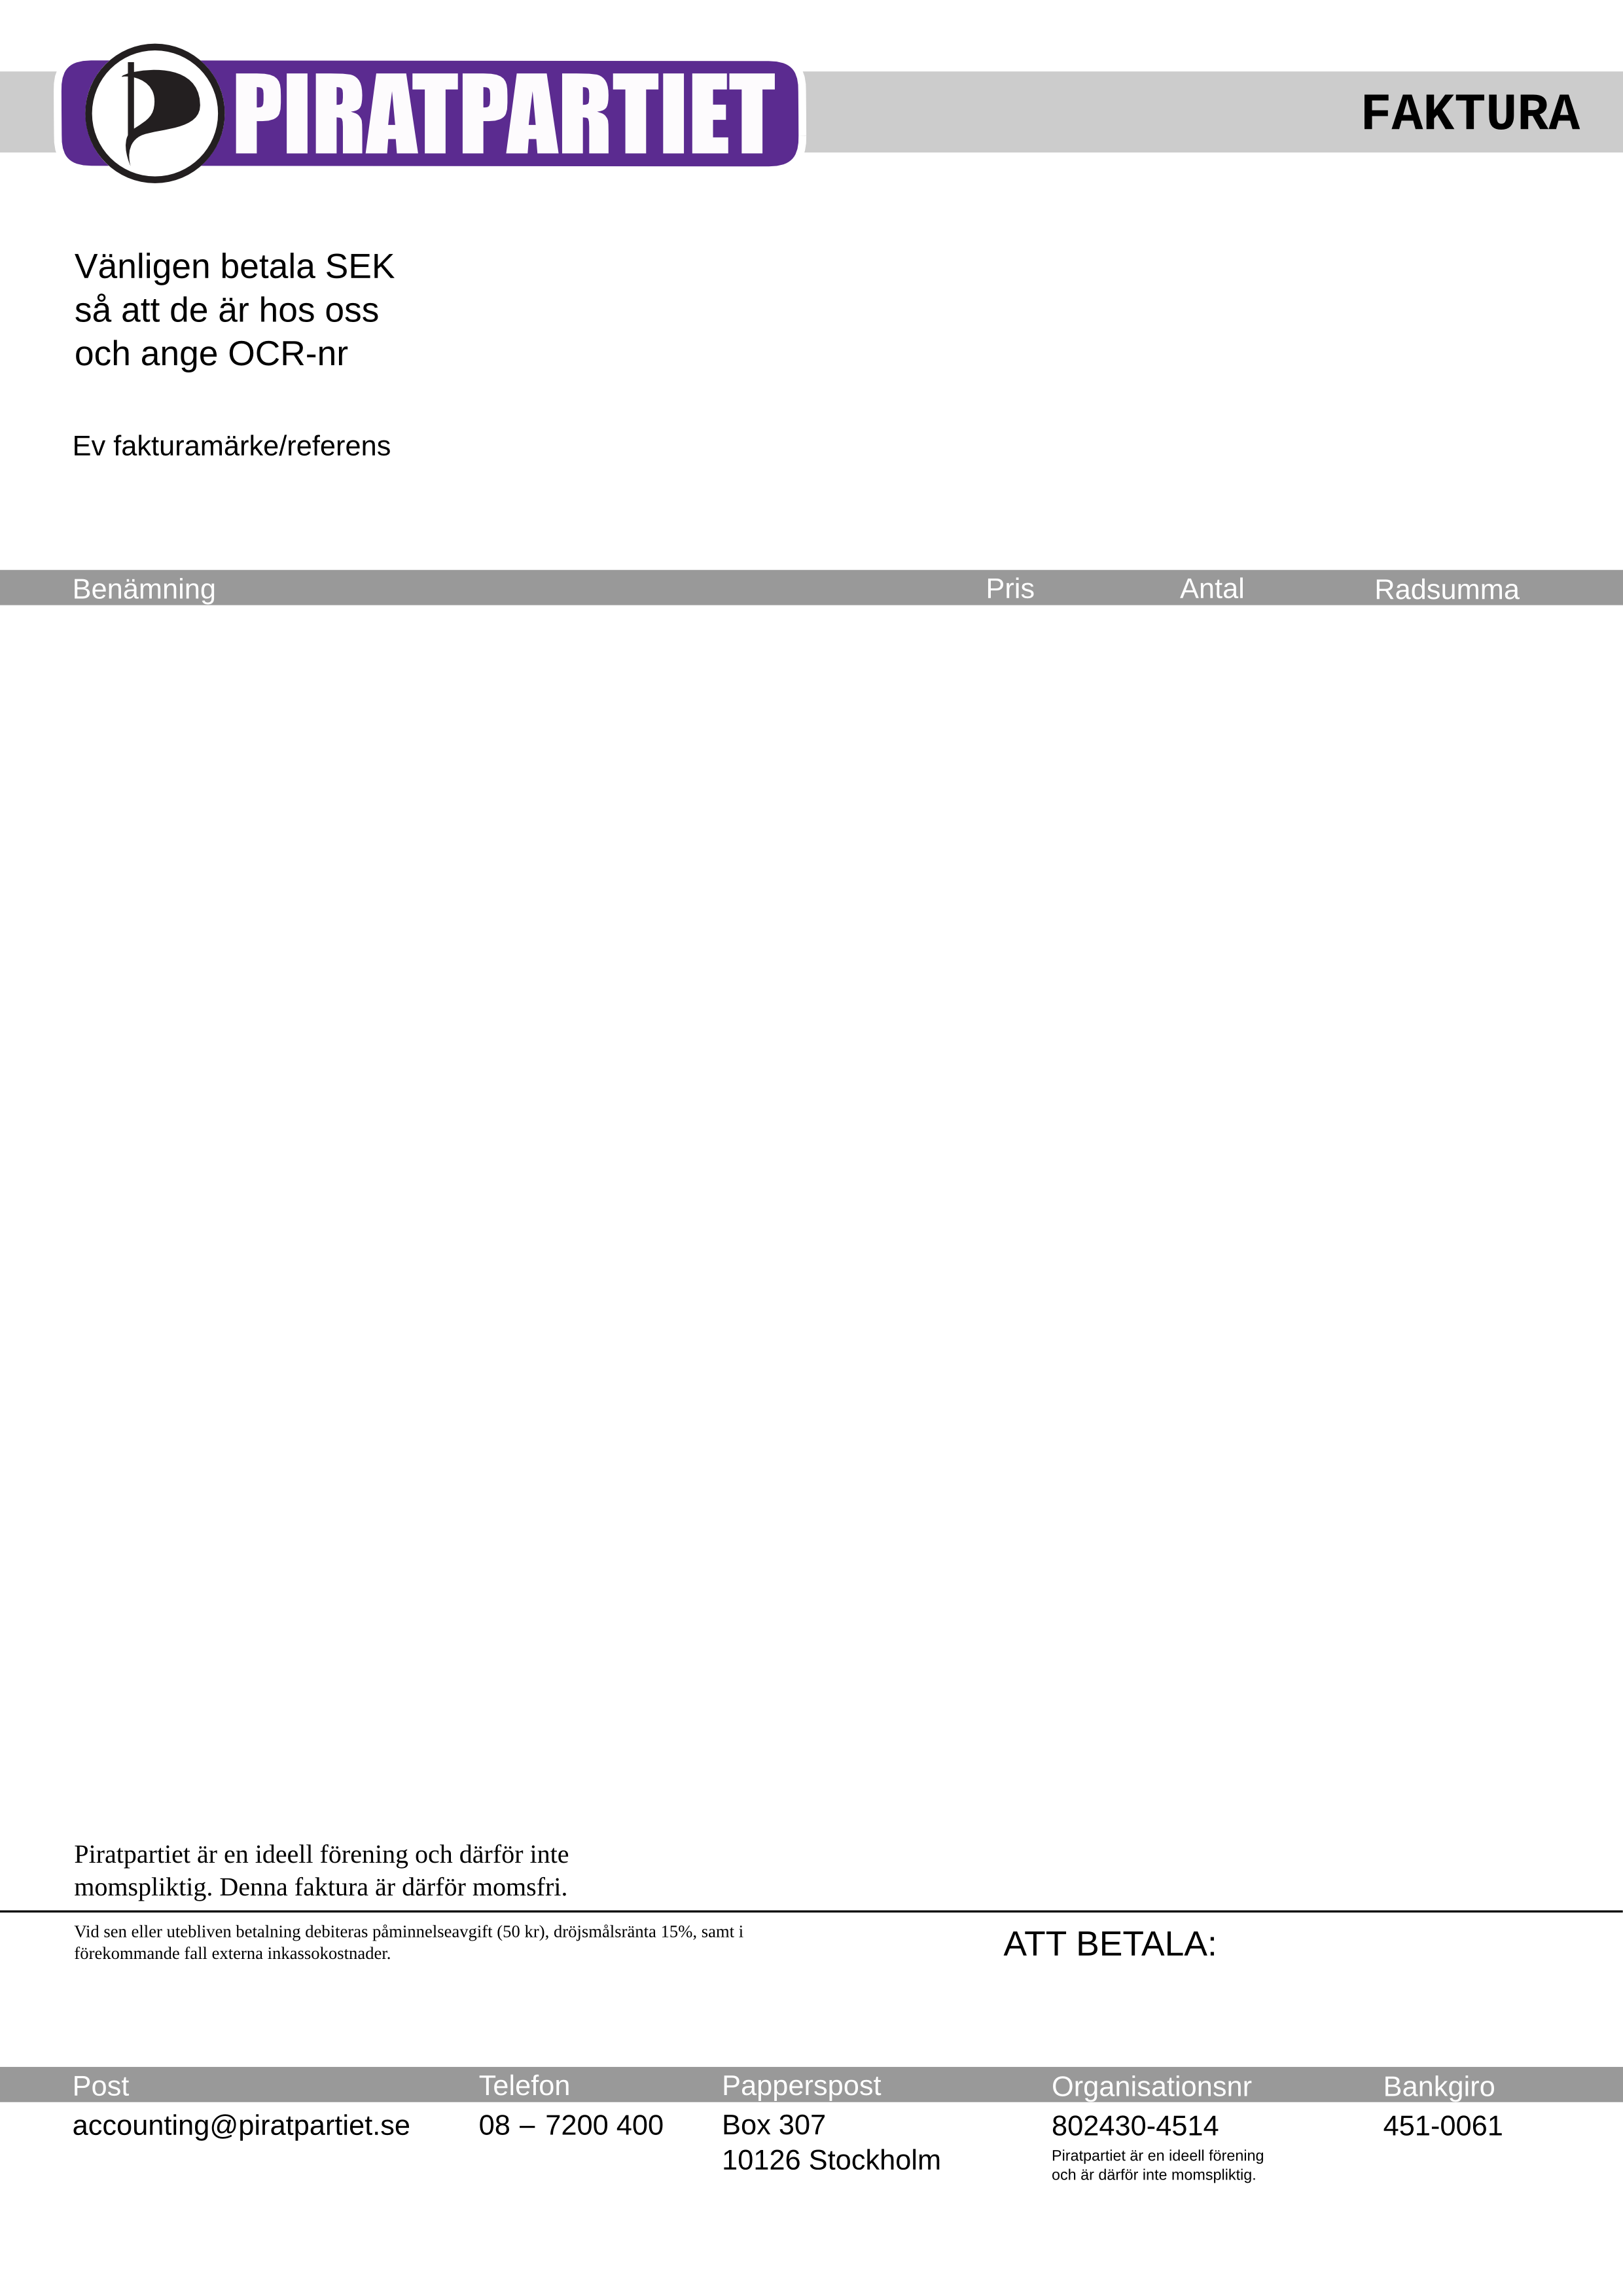 PIRATPARTIET
FAKTURA
Vänligen betala SEK
så att de är hos oss
och ange OCR-nr
Ev fakturamärke/referens
Benämning Pris Antal Radsumma
Piratpartiet är en ideell förening och därför inte
momspliktig. Denna faktura är därför momsfri.
Vid sen eller utebliven betalning debiteras påminnelseavgift (50 kr), dröjsmålsränta 15%, samt i
förekommande fall externa inkassokostnader.
ATT BETALA:
Post Telefon Papperspost Organisationsnr Bankgiro
accounting@piratpartiet.se 08 – 7200 400 Box 307 802430-4514 451-0061
10126 Stockholm
Piratpartiet är en ideell förening
och är därför inte momspliktig.